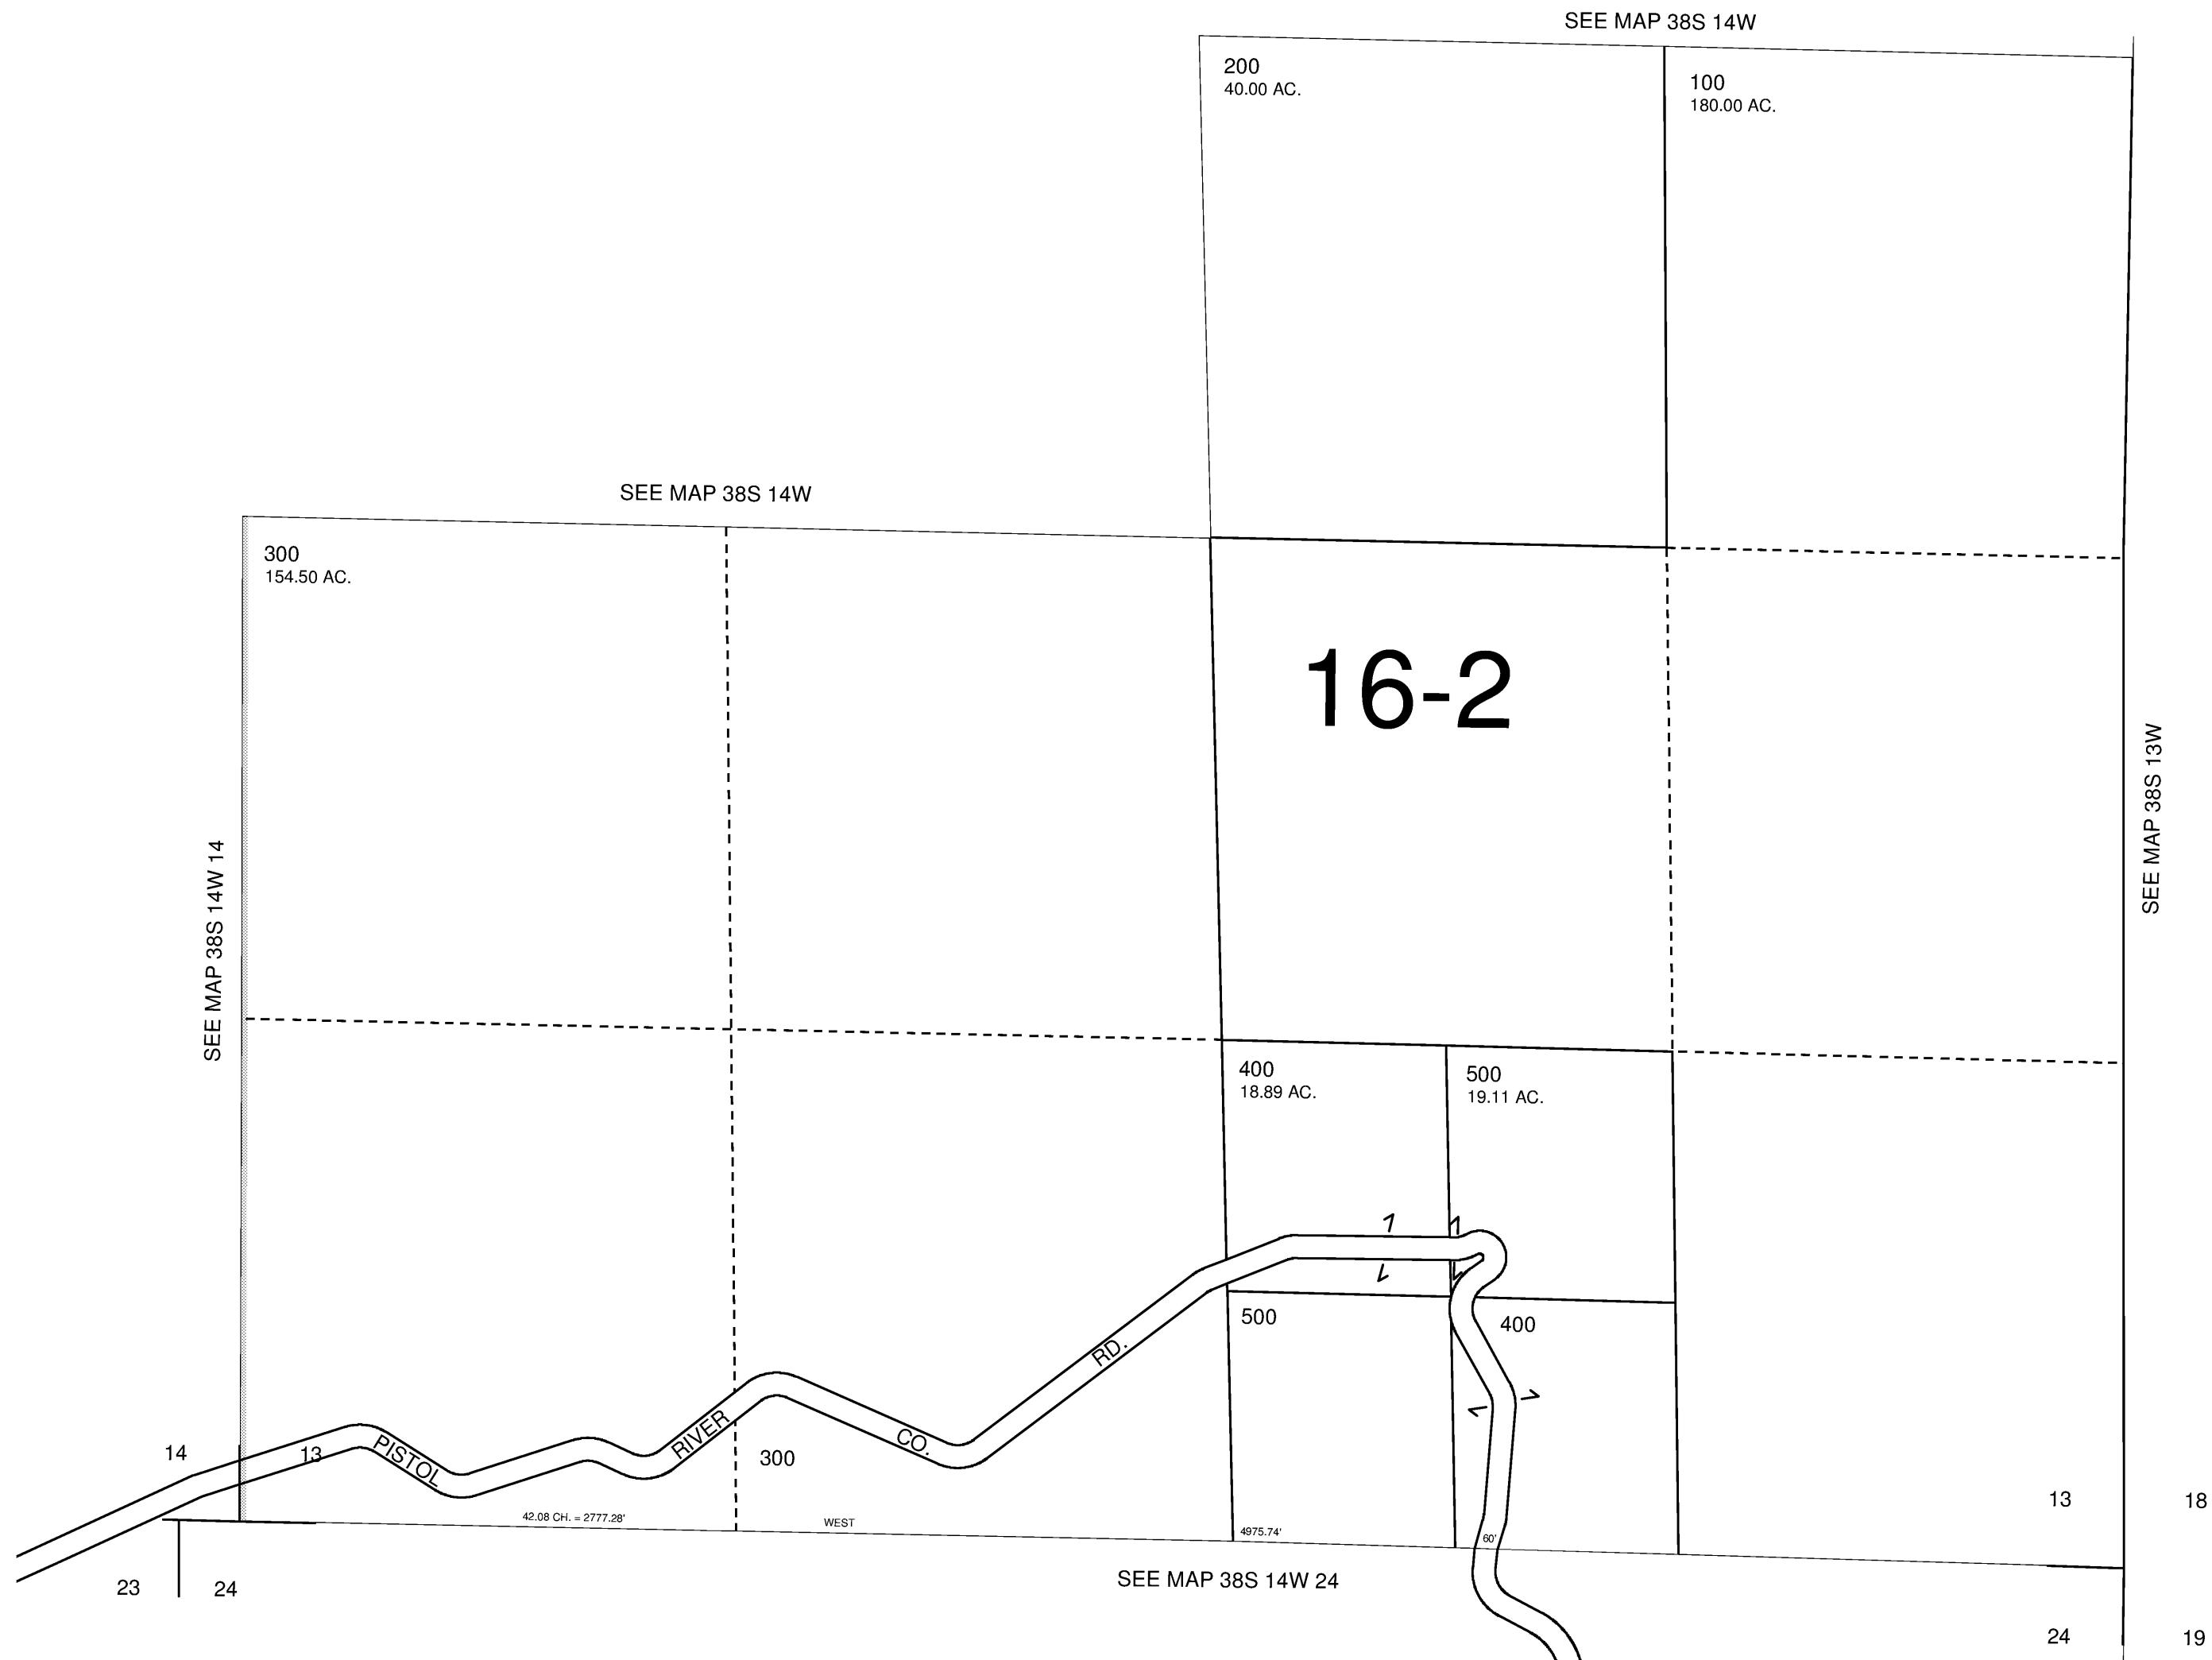 SEE MAP 38S 14W
200
40.00 AC.
100
180.00 AC.
SEE MAP 38S 14W
300
154.50 AC.
16-2
SEE MAP 38S 13W
SEE MAP 38S 14W 14
400
18.89 AC.
500
19.11 AC.
500
400
PISTOL RIVER CO. RD.
14
13
300
13
18
42.08 CH. = 2777.28'
WEST
4975.74'
60'
SEE MAP 38S 14W 24
23
24
24
19